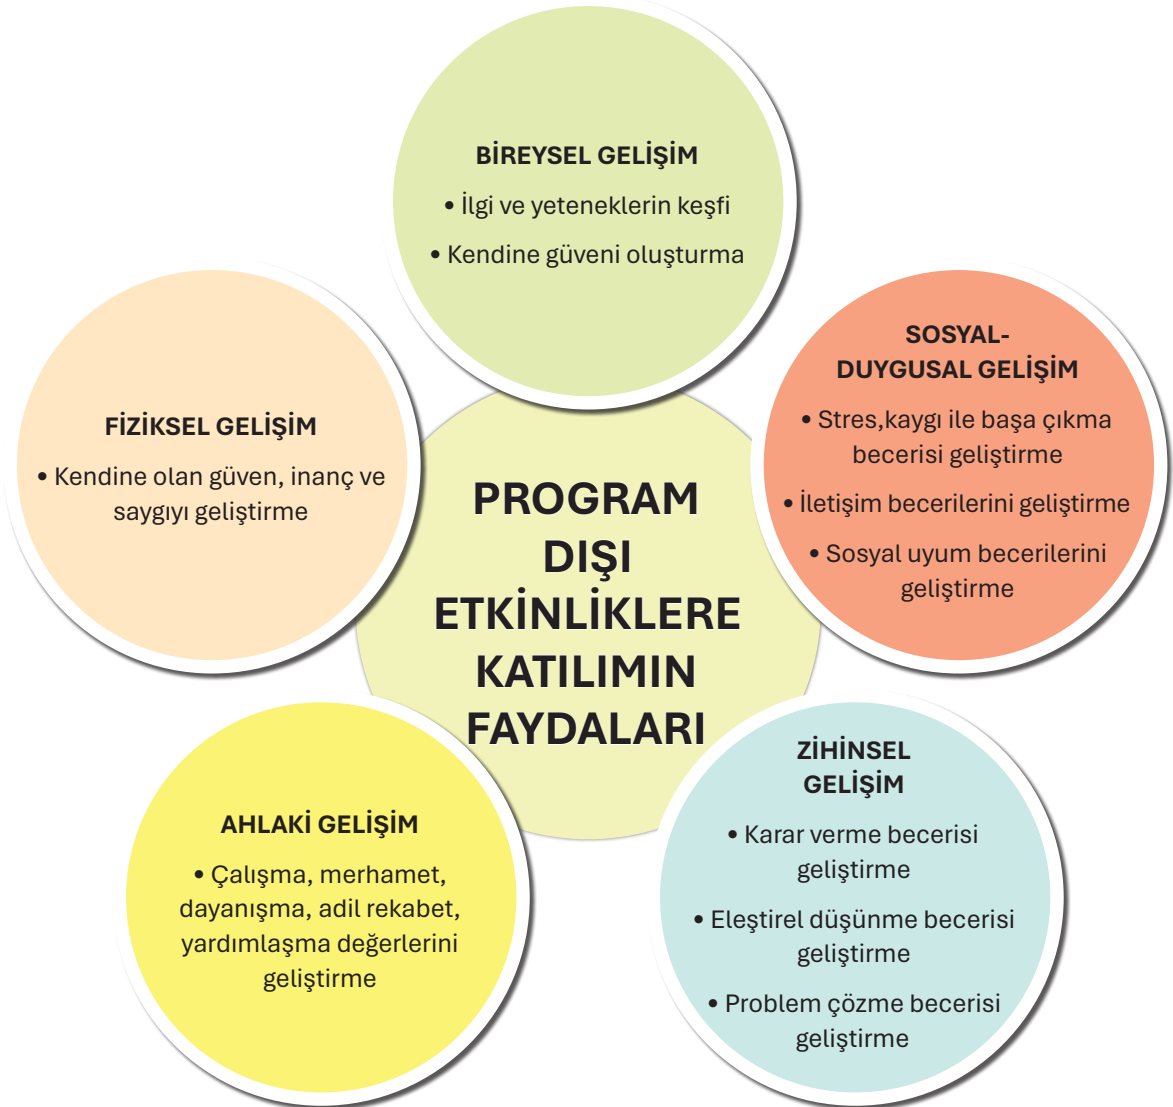 BİREYSEL GELİŞİM
• İlgi ve yeteneklerin keşfi
• Kendine güveni oluşturma
SOSYAL-
DUYGUSAL GELİŞİM
• Stres,kaygı ile başa çıkma
becerisi geliştirme
• İletişim becerilerini geliştirme
• Sosyal uyum becerilerini
geliştirme
FİZİKSEL GELİŞİM
• Kendine olan güven, inanç ve
saygıyı geliştirme
PROGRAM
DIŞI
ETKİNLİKLERE
KATILIMIN
FAYDALARI
ZİHİNSEL
GELİŞİM
• Karar verme becerisi
geliştirme
• Eleştirel düşünme becerisi
geliştirme
• Problem çözme becerisi
geliştirme
AHLAKİ GELİŞİM
• Çalışma, merhamet,
dayanışma, adil rekabet,
yardımlaşma değerlerini
geliştirme